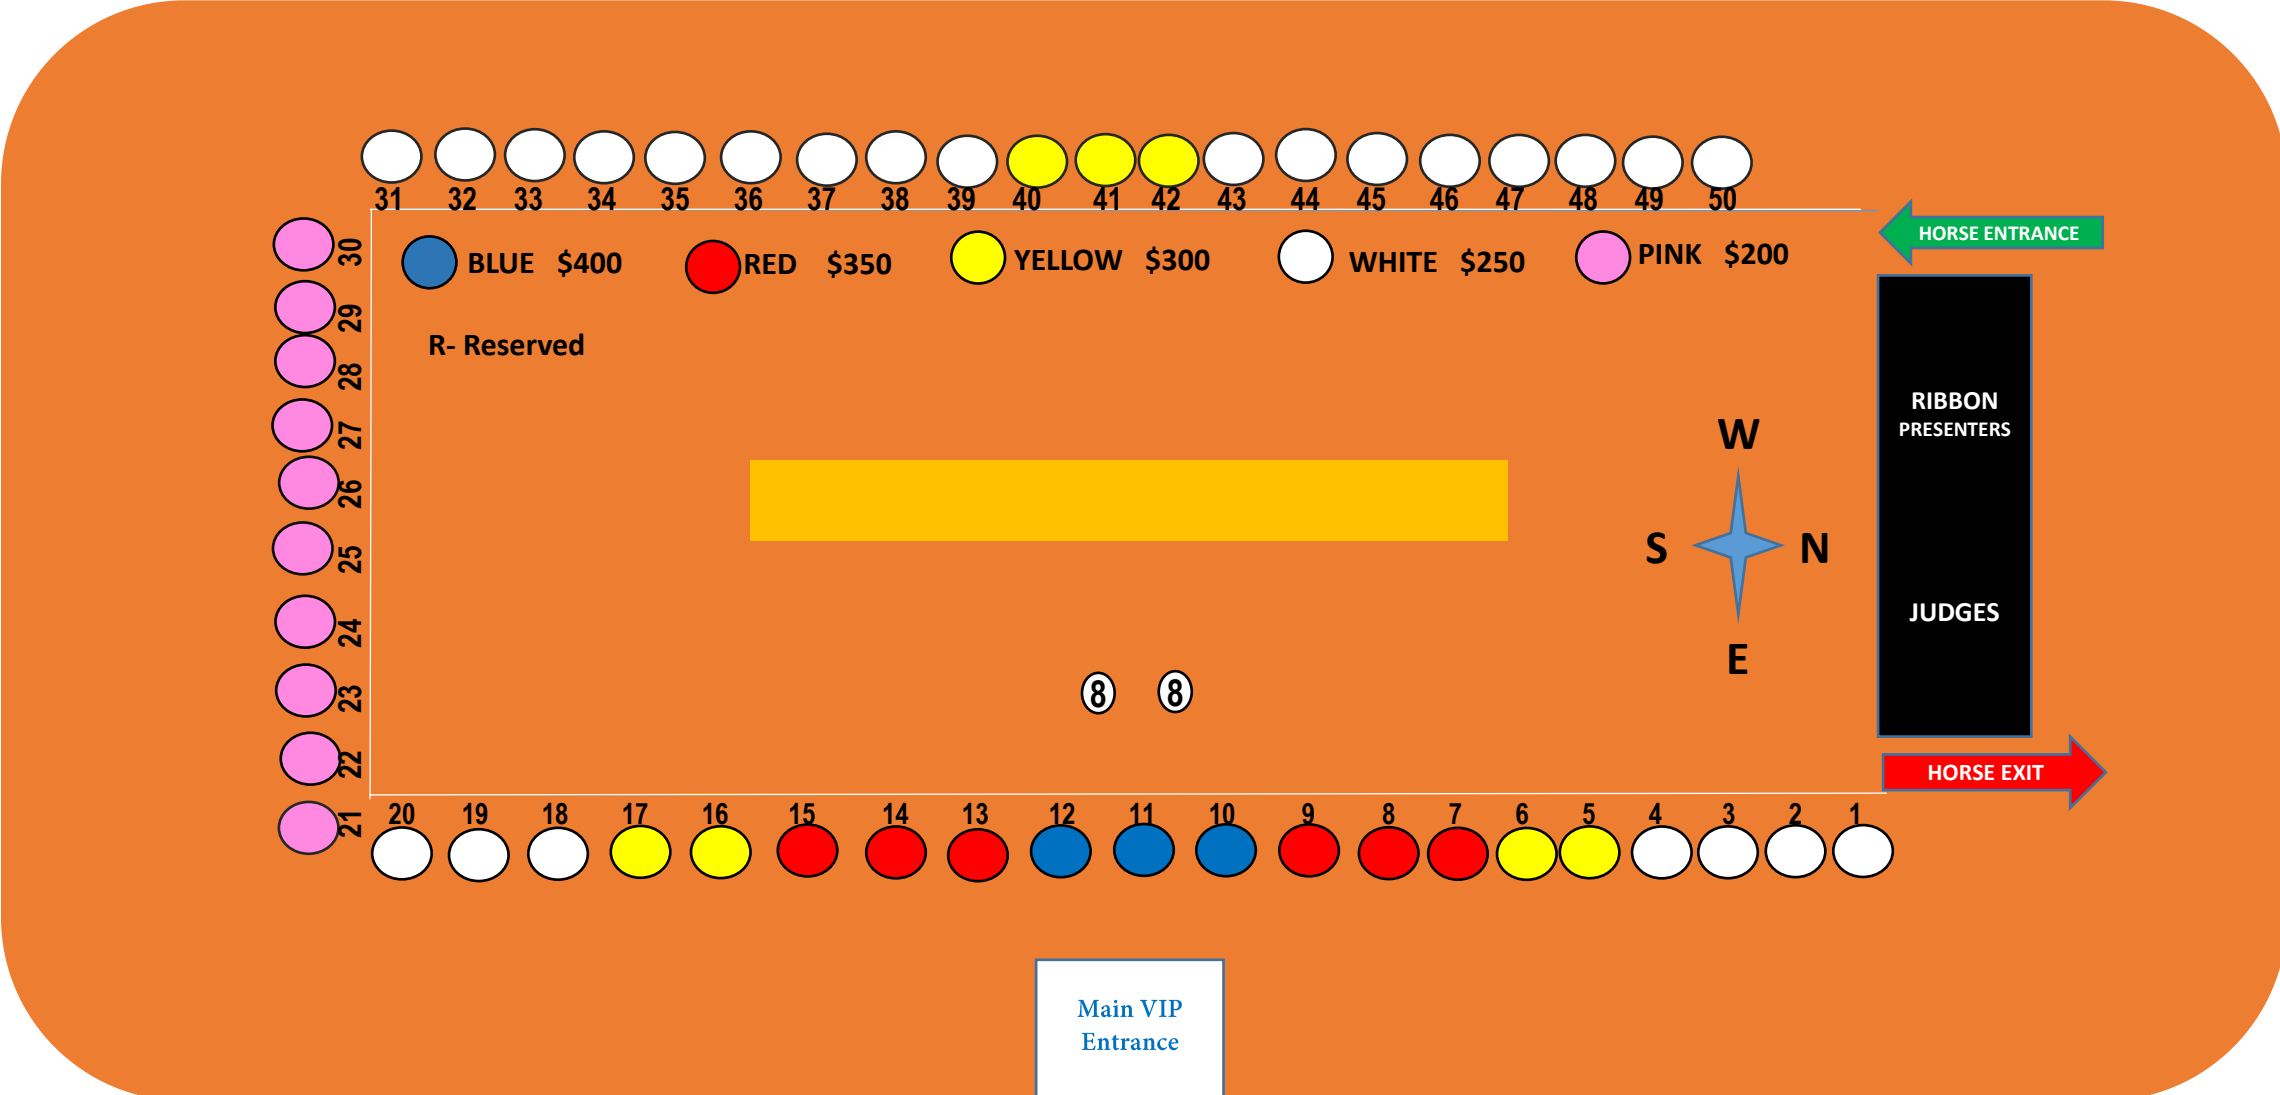 31 32 33 34 35 36 37 38 39 40 41 42 43 44 45 46 47 48 49 50
HORSE ENTRANCE
BLUE $400 RED $350 YELLOW $300 WHITE $250 PINK $200
R- Reserved
30
29
28
27
26
25
24
23
22
21
RIBBON
PRESENTERS
JUDGES
W
S N
E
8 8
HORSE EXIT
20 19 18 17 16 15 14 13 12 11 10 9 8 7 6 5 4 3 2 1
Main VIP
Entrance